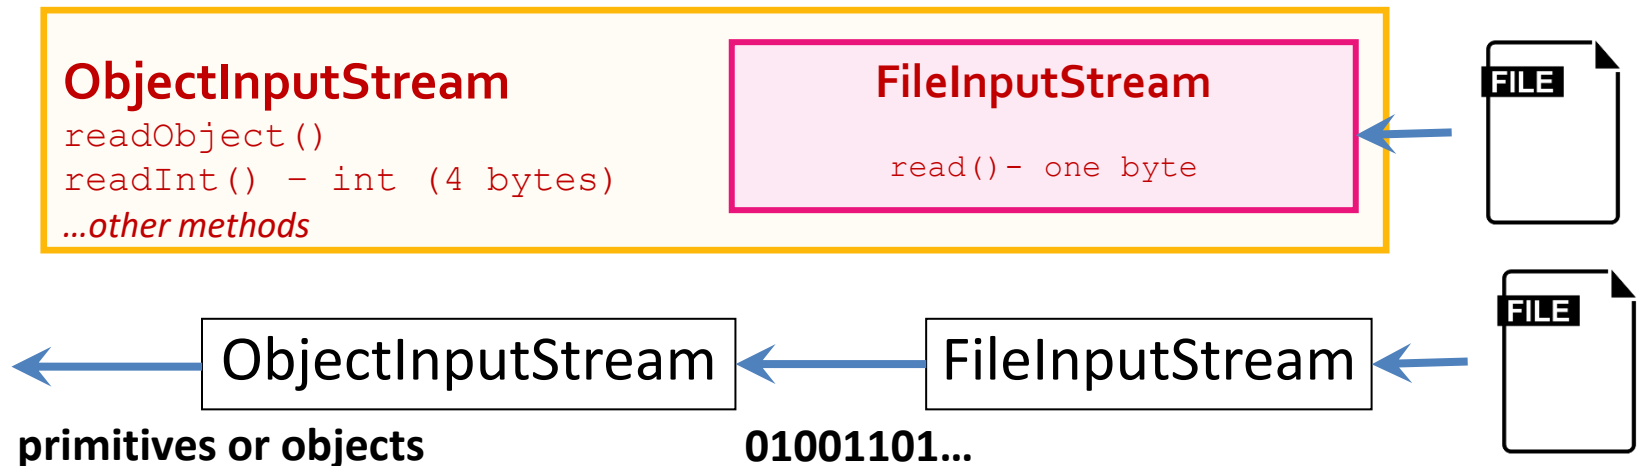 ObjectInputStream
readObject()
readInt() – int (4 bytes)
…other methods
FileInputStream
read()- one byte
FILE
ObjectInputStream
FileInputStream
FILE
primitives or objects
01001101…